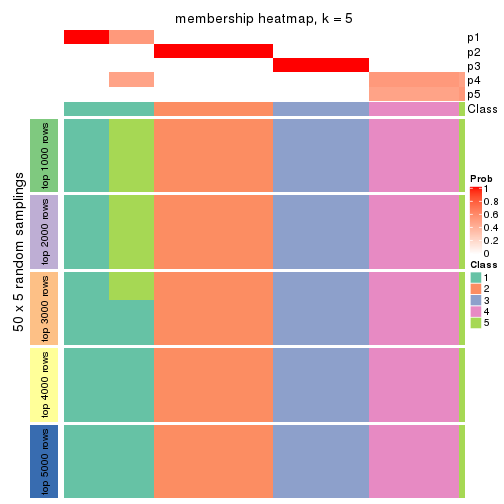 membership heatmap, k = 5
p1
p2
p3
p4
p5
Class
50 x 5 random samplings
top 1000 rows
top 2000 rows
top 3000 rows
top 4000 rows
top 5000 rows
Prob
1
0.8
0.6
0.4
0.2
0
Class
1
2
3
4
5